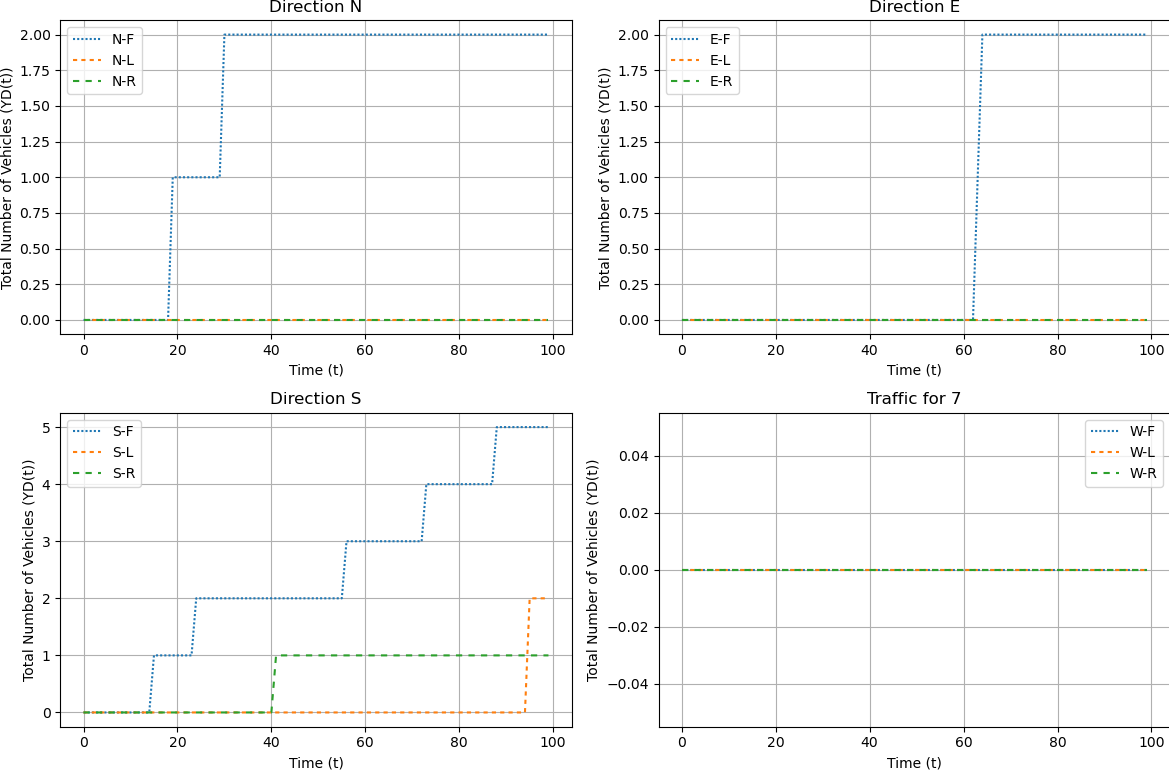 Direction N
Total Number of Vehicles (YD(t))
2.00
1.75
1.50
1.25
1.00
0.75
0.50
0.25
0.00
N-F
N-L
N-R
0 20 40 60 80 100
Time (t)
Direction E
Total Number of Vehicles (YD(t))
2.00
1.75
1.50
1.25
1.00
0.75
0.50
0.25
0.00
E-F
E-L
E-R
0 20 40 60 80 100
Time (t)
Direction S
Total Number of Vehicles (YD(t))
5
4
3
2
1
0
S-F
S-L
S-R
0 20 40 60 80 100
Time (t)
Traffic for 7
Total Number of Vehicles (YD(t))
0.04
0.02
0.00
−0.02
−0.04
W-F
W-L
W-R
0 20 40 60 80 100
Time (t)